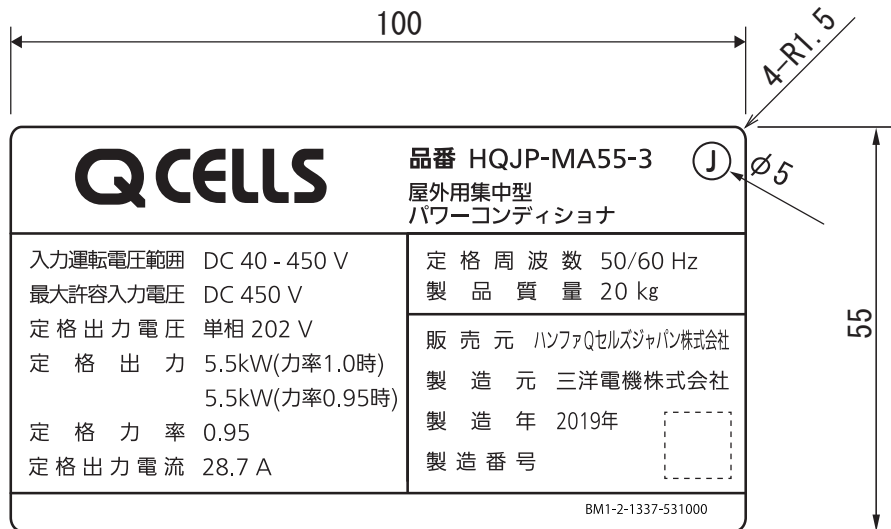 100
4-R1.5
Q CELLS
品番 HQJP-MA55-3
J
φ5
屋外用集中型
パワーコンディショナ
入力運転電圧範囲 DC 40 - 450 V
最大許容入力電圧 DC 450 V
定格出力電圧 単相 202 V
定格出力 5.5kW(力率1.0時)
5.5kW(力率0.95時)
定格力率 0.95
定格出力電流 28.7 A
定格周波数 50/60 Hz
製品質量 20 kg
販売元 ハンファQセルズジャパン株式会社
製造元 三洋電機株式会社
製造年 2019年
製造番号
55
BM1-2-1337-531000